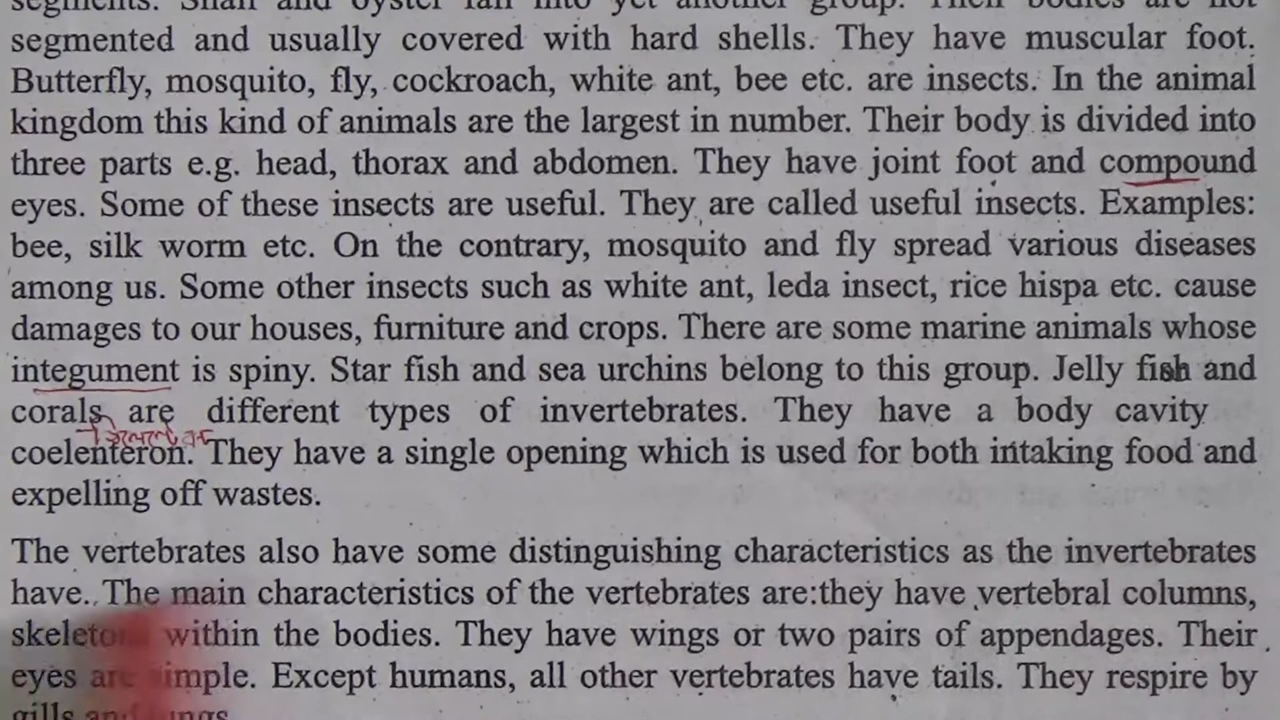 segments. Snail and oyster fall into yet another group. Their bodies are not
segmented and usually covered with hard shells. They have muscular foot.
Butterfly, mosquito, fly, cockroach, white ant, bee etc. are insects. In the animal
kingdom this kind of animals are the largest in number. Their body is divided into
three parts e.g. head, thorax and abdomen. They have joint foot and compound
eyes. Some of these insects are useful. They are called useful insects. Examples:
bee, silk worm etc. On the contrary, mosquito and fly spread various diseases
among us. Some other insects such as white ant, leda insect, rice hispa etc. cause
damages to our houses, furniture and crops. There are some marine animals whose
integument is spiny. Star fish and sea urchins belong to this group. Jelly fish and
corals are different types of invertebrates. They have a body cavity
coelenteron. They have a single opening which is used for both intaking food and
expelling off wastes.
The vertebrates also have some distinguishing characteristics as the invertebrates
have. The main characteristics of the vertebrates are:they have vertebral columns,
within the bodies. They have wings or two pairs of appendages. Their
eyes are simple. Except humans, all other vertebrates have tails. They respire by
gills and lungs